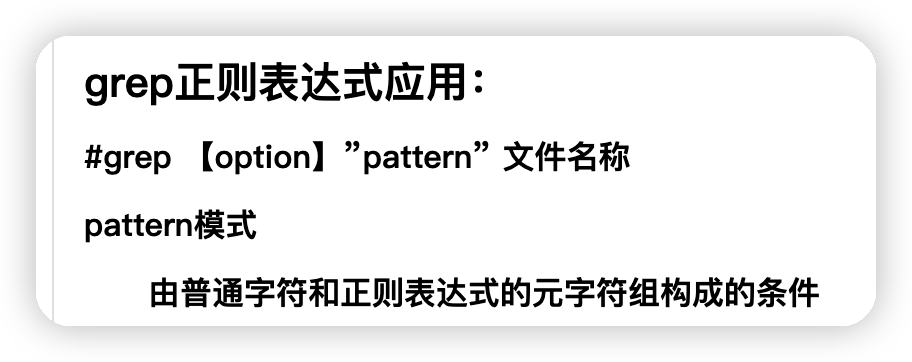 grep正则表达式应用：
#grep 【option】”pattern” 文件名称
pattern模式
由普通字符和正则表达式的元字符组构成的条件